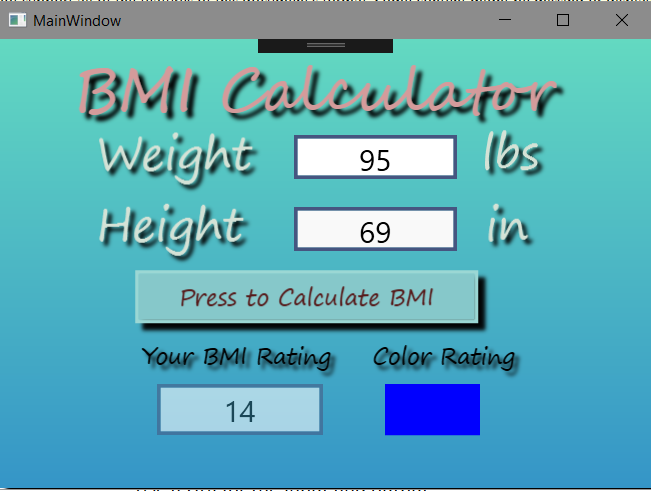 MainWindow
BMI Calculator
Weight 95 lbs
Height 69 in
Press to Calculate BMI
Your BMI Rating Color Rating
14